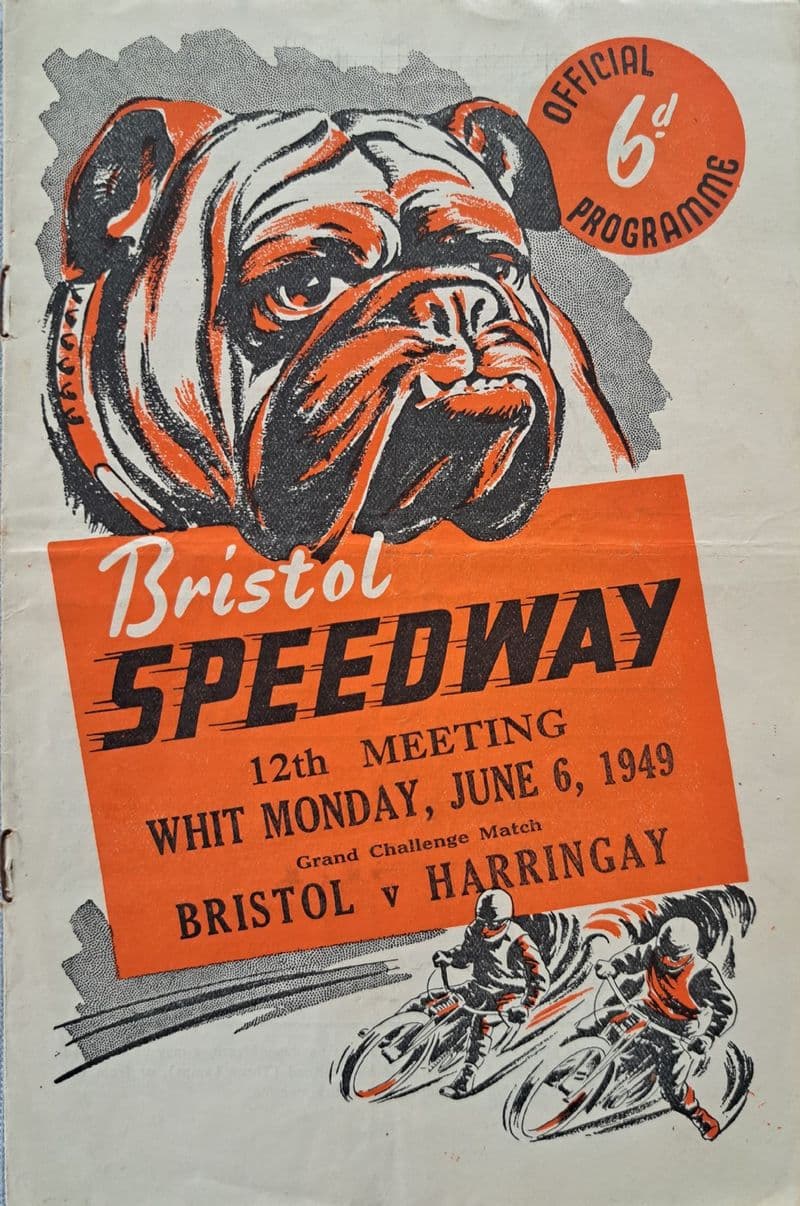 OFFICIAL
6d
PROGRAMME
Bristol
SPEEDWAY
12th MEETING
WHIT MONDAY, JUNE 6, 1949
Grand Challenge Match
BRISTOL v HARRINGAY